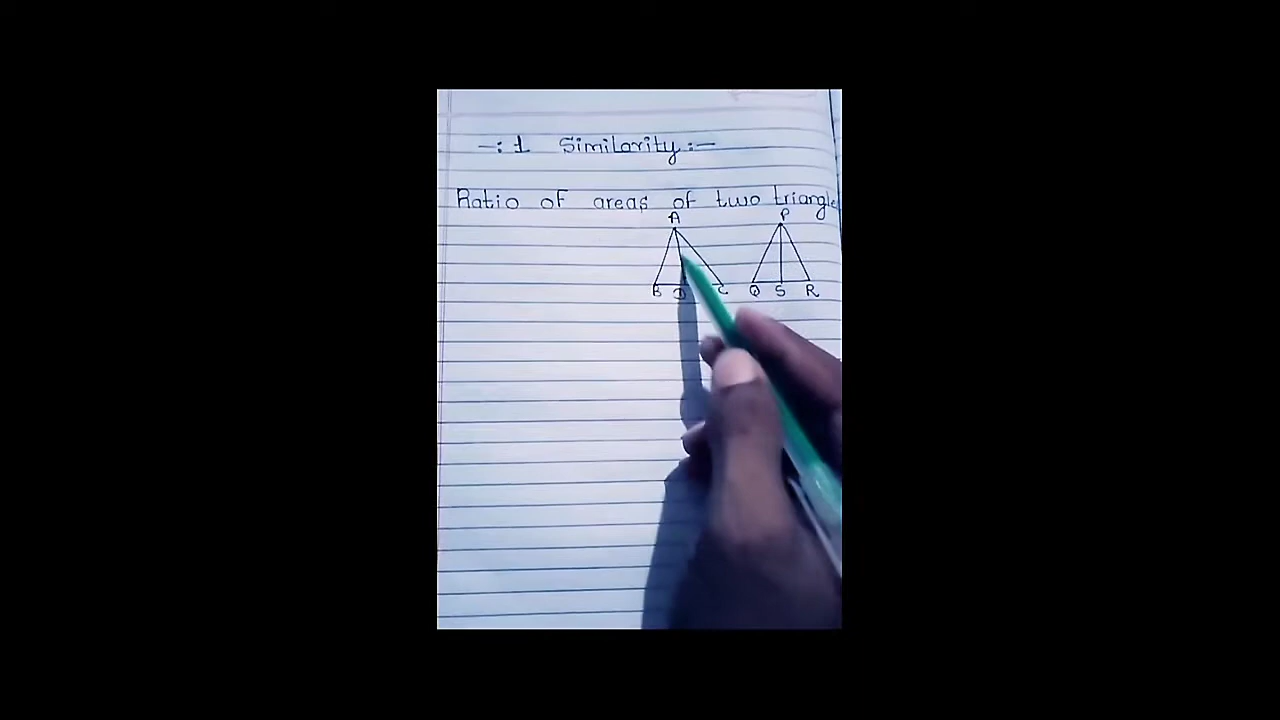 -: 1 Similarity :-
Ratio of areas of two triangle
A P
B D C Q S R